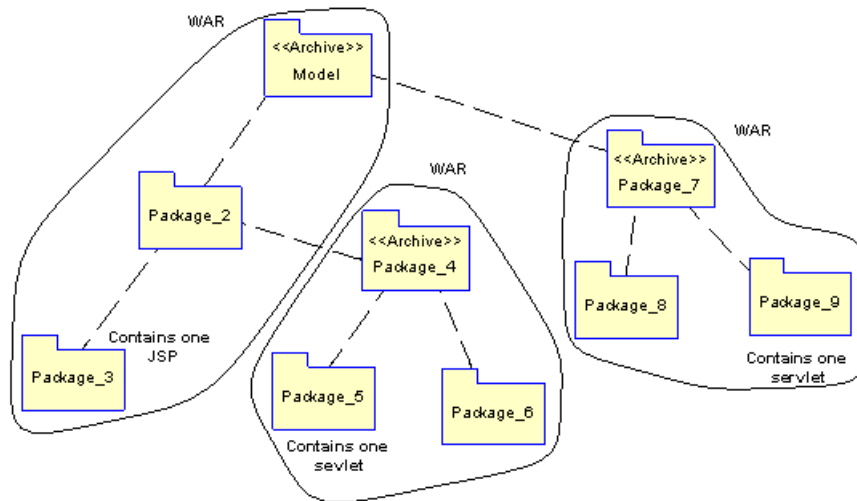 WAR
<<Archive>>
Model
WAR
<<Archive>>
Package_7
WAR
Package_2
<<Archive>>
Package_4
Package_8
Package_9
Contains one
JSP
Package_3
Contains one
servlet
Package_5
Package_6
Contains one
sevlet